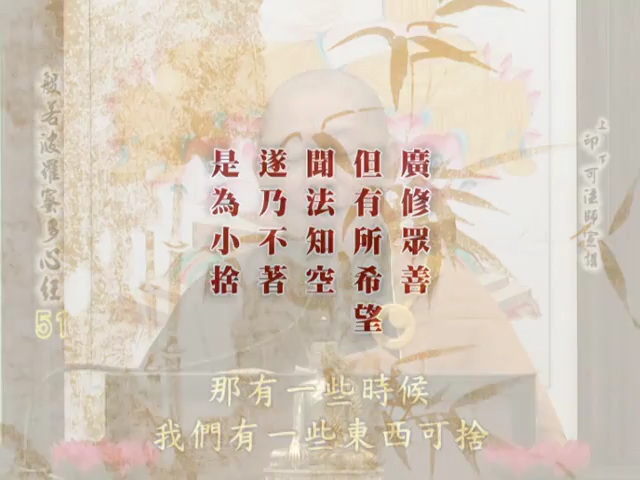 廣修眾善
但有所希望
聞法知空
遂乃不著
是為小捨
上印下可法師宣講
般若波羅蜜多心經
51
那有一些時候
我們有一些東西可捨